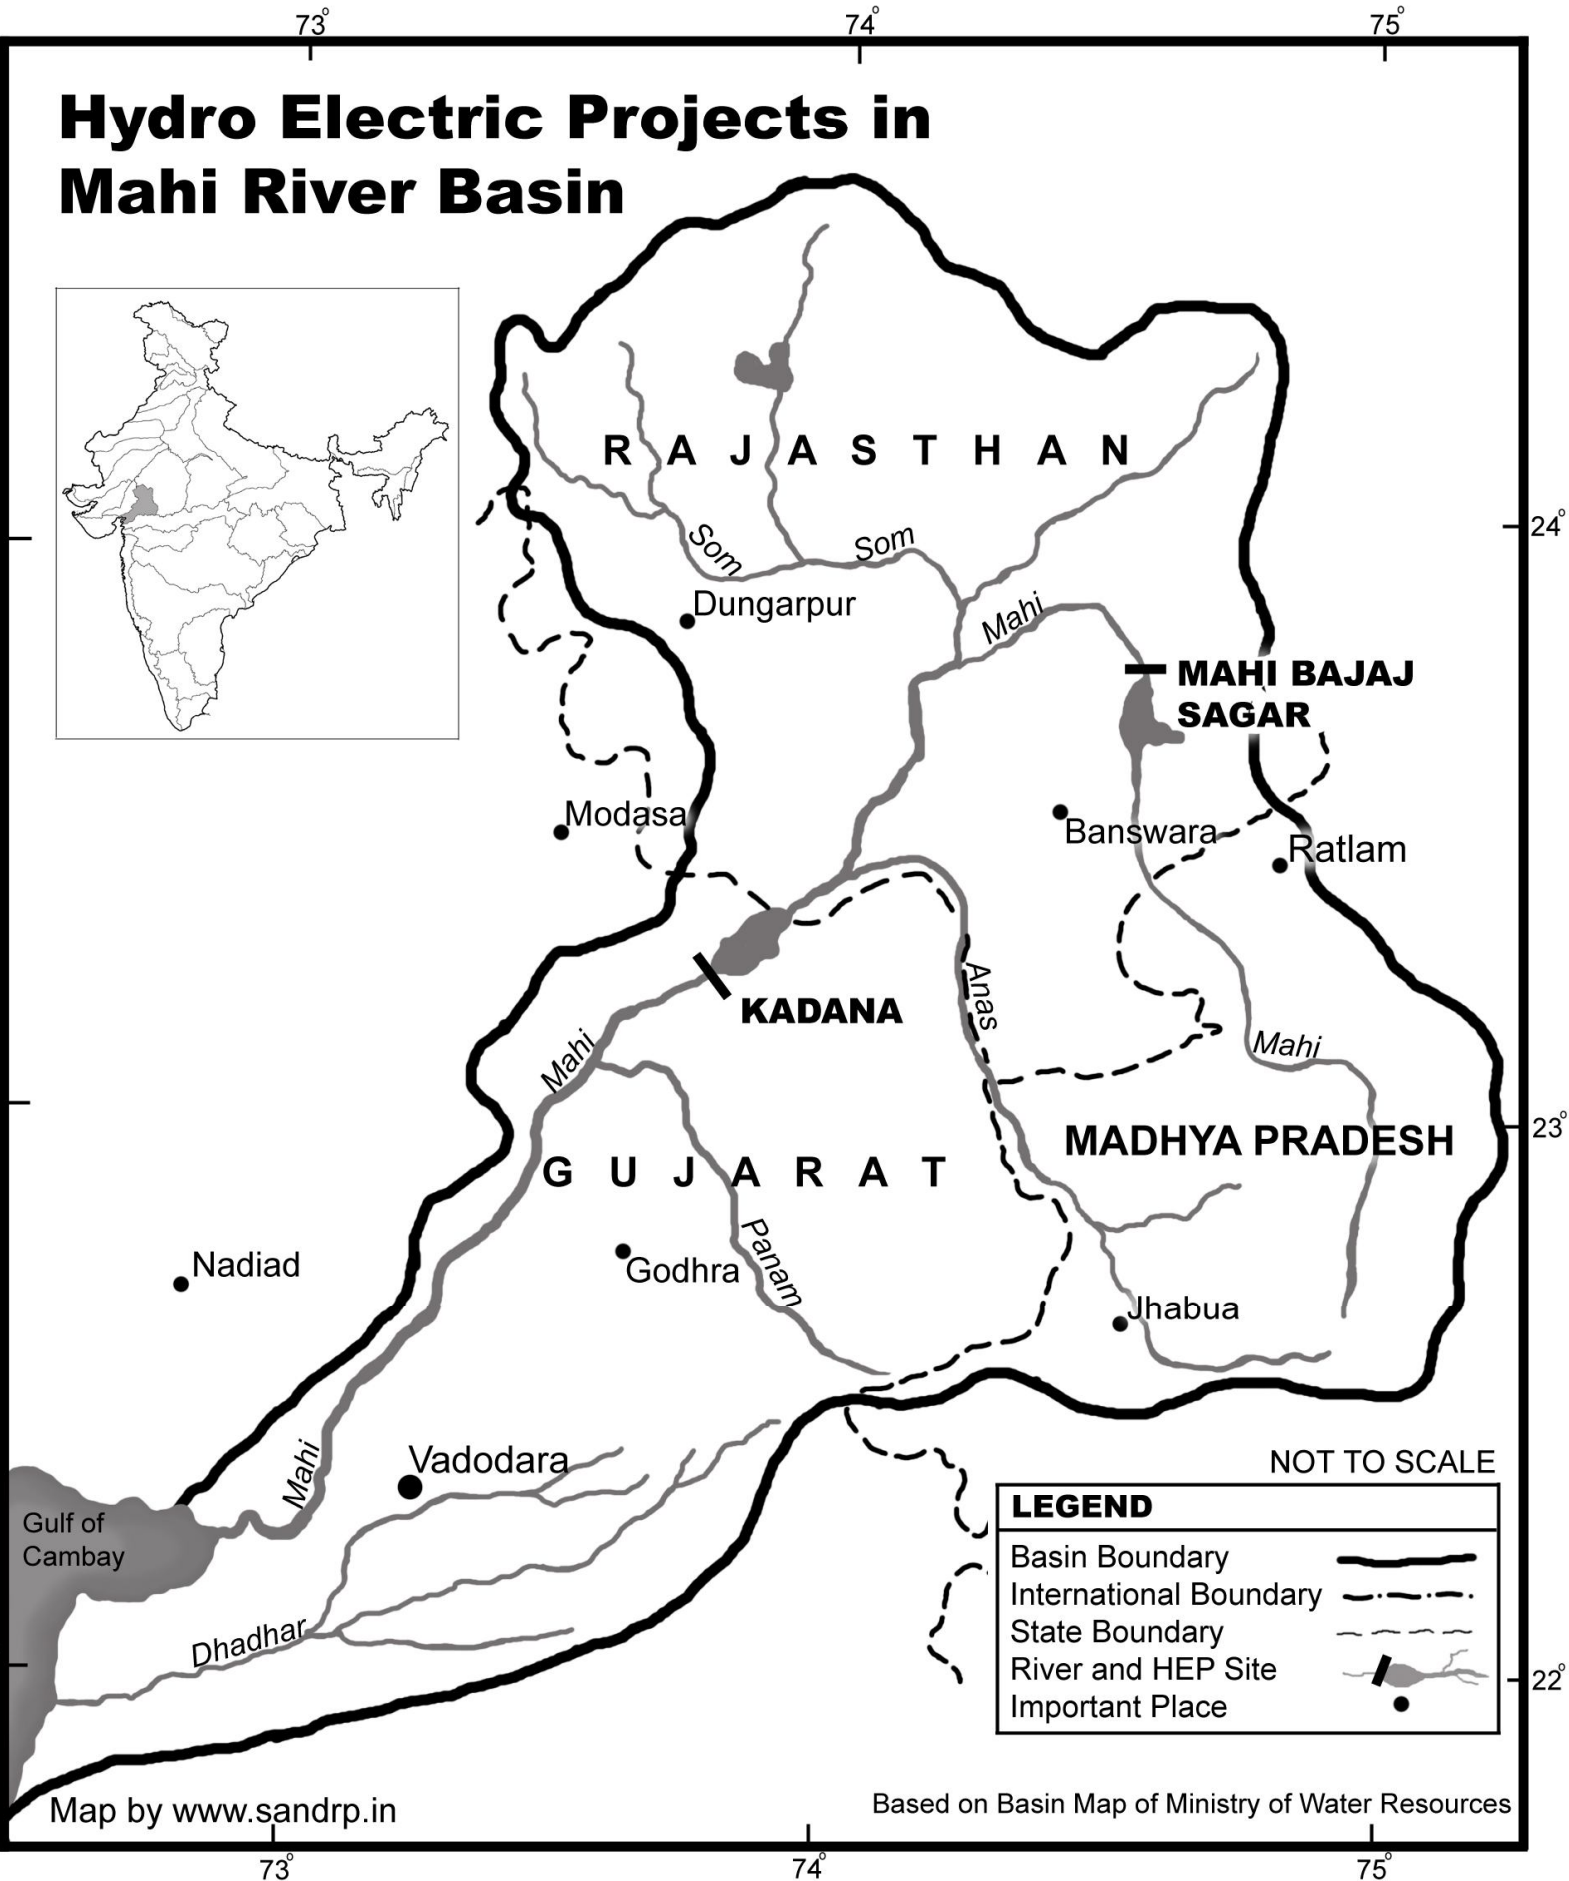 73°
74°
75°
Hydro Electric Projects in
Mahi River Basin
RAJASTHAN
24°
Som
Som
Dungarpur
Mahi
MAHI BAJAJ
SAGAR
Modasa
Banswara
Ratlam
Anas
KADANA
Mahi
Mahi
23°
MADHYA PRADESH
GUJARAT
Panam
Nadiad
Godhra
Jhabua
Mahi
Vadodara
NOT TO SCALE
LEGEND
Gulf of
Cambay
Basin Boundary
International Boundary
State Boundary
Dhadhar
River and HEP Site
22°
Important Place
Map by www.sandrp.in
Based on Basin Map of Ministry of Water Resources
73°
74°
75°